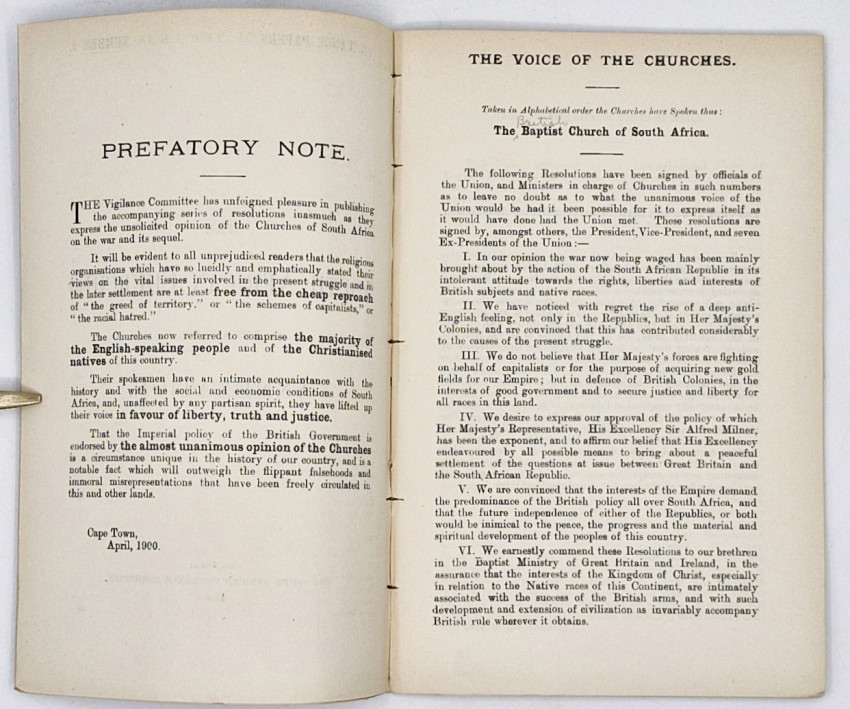 PREFATORY NOTE.
THE Vigilance Committee has unfeigned pleasure in publishing
the accompanying series of resolutions inasmuch as they
express the unsolicited opinion of the Churches of South Africa
on the war and its sequel.
It will be evident to all unprejudiced readers that the religious
organisations which have so lucidly and emphatically stated their
views on the vital issues involved in the present struggle and in
the later settlement are at least free from the cheap reproach
of "the greed of territory," or "the schemes of capitalists," or
"the racial hatred."
The Churches now referred to comprise the majority of
the English-speaking people and of the Christianised
natives of this country.
Their spokesmen have an intimate acquaintance with the
history and with the social and economic conditions of South
Africa, and, unaffected by any partisan spirit, they have lifted up
their voice in favour of liberty, truth and justice.
That the Imperial policy of the British Government is
endorsed by the almost unanimous opinion of the Churches
is a circumstance unique in the history of our country, and is a
notable fact which will outweigh the flippant falsehoods and
immoral misrepresentations that have been freely circulated in
this and other lands.
Cape Town,
April, 1900.
THE VOICE OF THE CHURCHES.
Taken in Alphabetical order the Churches have Spoken thus:
British
The Baptist Church of South Africa.
The following Resolutions have been signed by officials of
the Union, and Ministers in charge of Churches in such numbers
as to leave no doubt as to what the unanimous voice of the
Union would be had it been possible for it to express itself as
it would have done had the Union met. These resolutions are
signed by, amongst others, the President, Vice-President, and seven
Ex-Presidents of the Union:—
I. In our opinion the war now being waged has been mainly
brought about by the action of the South African Republic in its
intolerant attitude towards the rights, liberties and interests of
British subjects and native races.
II. We have noticed with regret the rise of a deep anti-
English feeling, not only in the Republics, but in Her Majesty's
Colonies, and are convinced that this has contributed considerably
to the causes of the present struggle.
III. We do not believe that Her Majesty's forces are fighting
on behalf of capitalists or for the purpose of acquiring new gold
fields for our Empire; but in defence of British Colonies, in the
interests of good government and to secure justice and liberty for
all races in this land.
IV. We desire to express our approval of the policy of which
Her Majesty's Representative, His Excellency Sir Alfred Milner,
has been the exponent, and to affirm our belief that His Excellency
endeavoured by all possible means to bring about a peaceful
settlement of the questions at issue between Great Britain and
the South African Republic.
V. We are convinced that the interests of the Empire demand
the predominance of the British policy all over South Africa, and
that the future independence of either of the Republics, or both
would be inimical to the peace, the progress and the material and
spiritual development of the peoples of this country.
VI. We earnestly commend these Resolutions to our brethren
in the Baptist Ministry of Great Britain and Ireland, in the
assurance that the interests of the Kingdom of Christ, especially
in relation to the Native races of this Continent, are intimately
associated with the success of the British arms, and with such
development and extension of civilization as invariably accompany
British rule wherever it obtains.